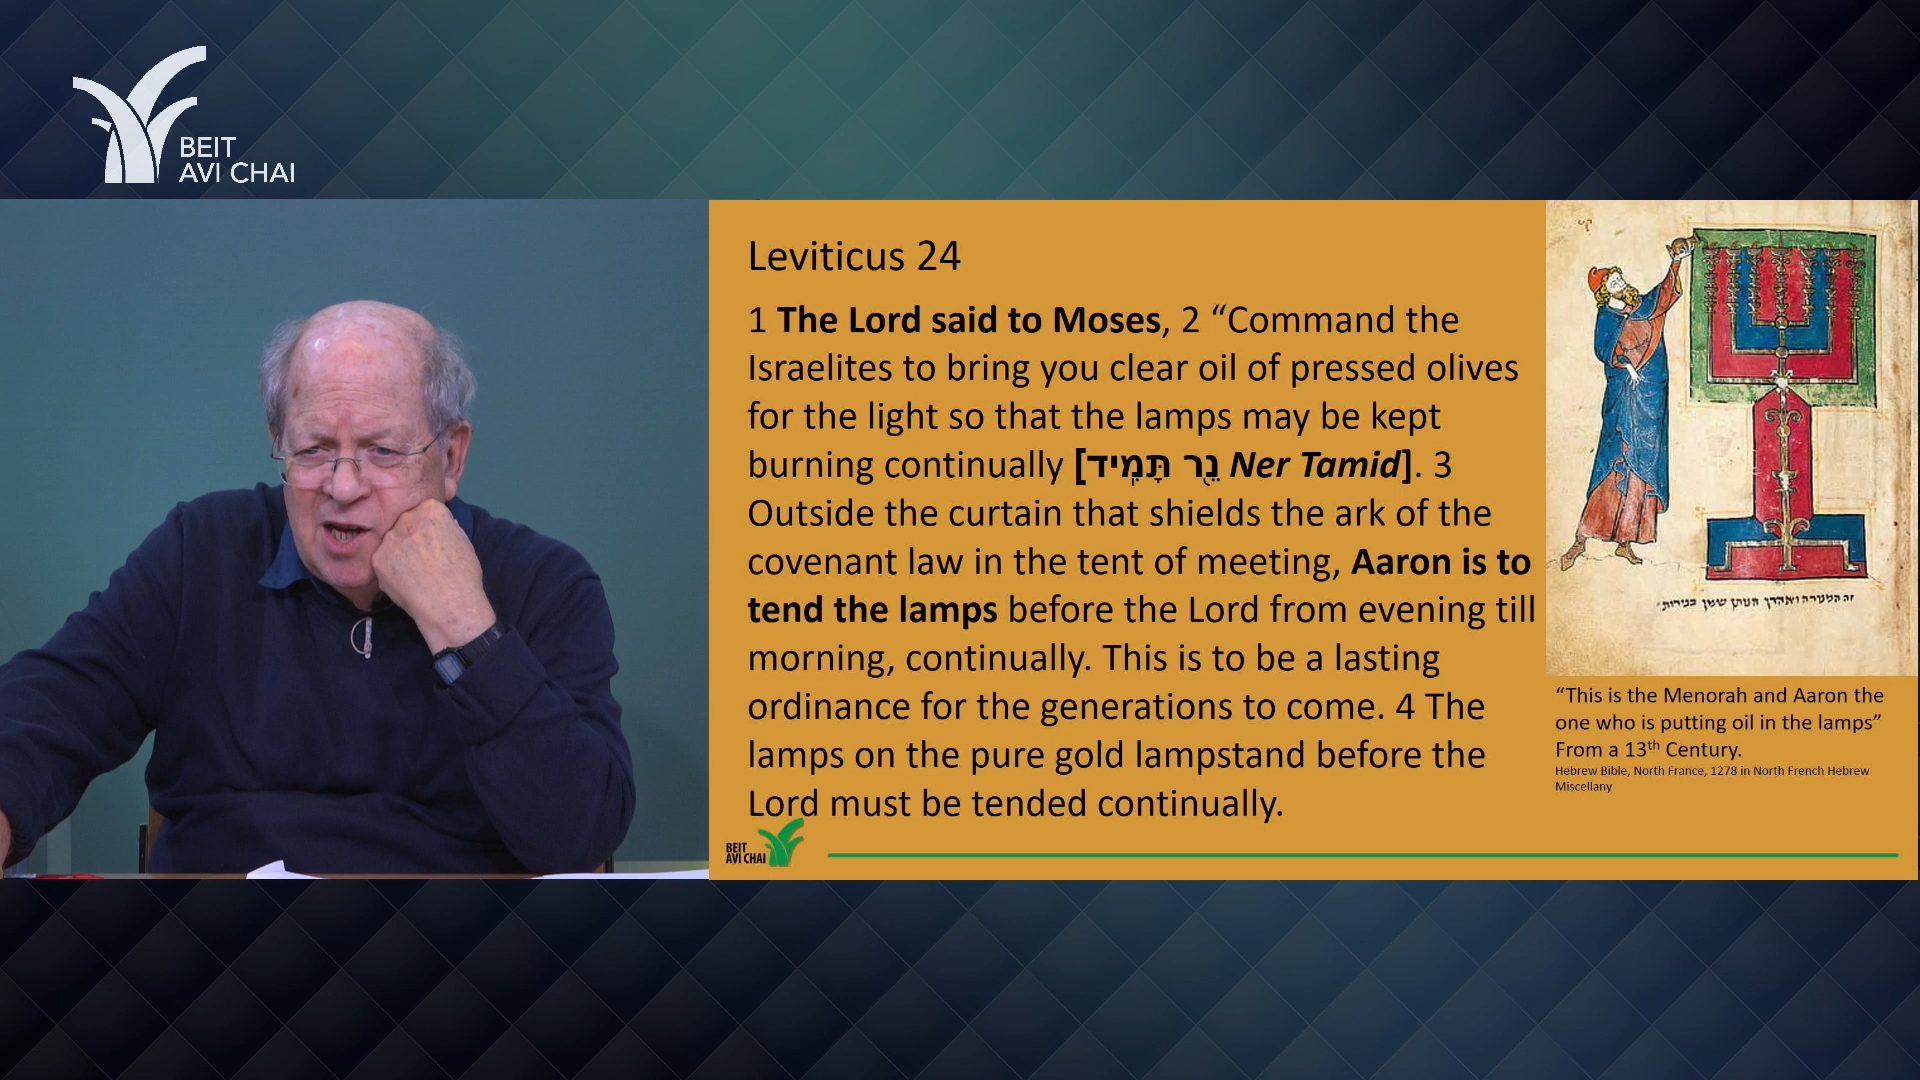 BEIT
AVI CHAI
Leviticus 24
1 The Lord said to Moses, 2 “Command the
Israelites to bring you clear oil of pressed olives
for the light so that the lamps may be kept
burning continually [נֵ֖ר תָּמִֽיד Ner Tamid]. 3
Outside the curtain that shields the ark of the
covenant law in the tent of meeting, Aaron is to
tend the lamps before the Lord from evening till
morning, continually. This is to be a lasting
ordinance for the generations to come. 4 The
lamps on the pure gold lampstand before the
Lord must be tended continually.
BEIT
AVI CHAI
זה המנורה ואהרן הנותן שמן בנירות
“This is the Menorah and Aaron the
one who is putting oil in the lamps”
From a 13th Century.
Hebrew Bible, North France, 1278 in North French Hebrew
Miscellany